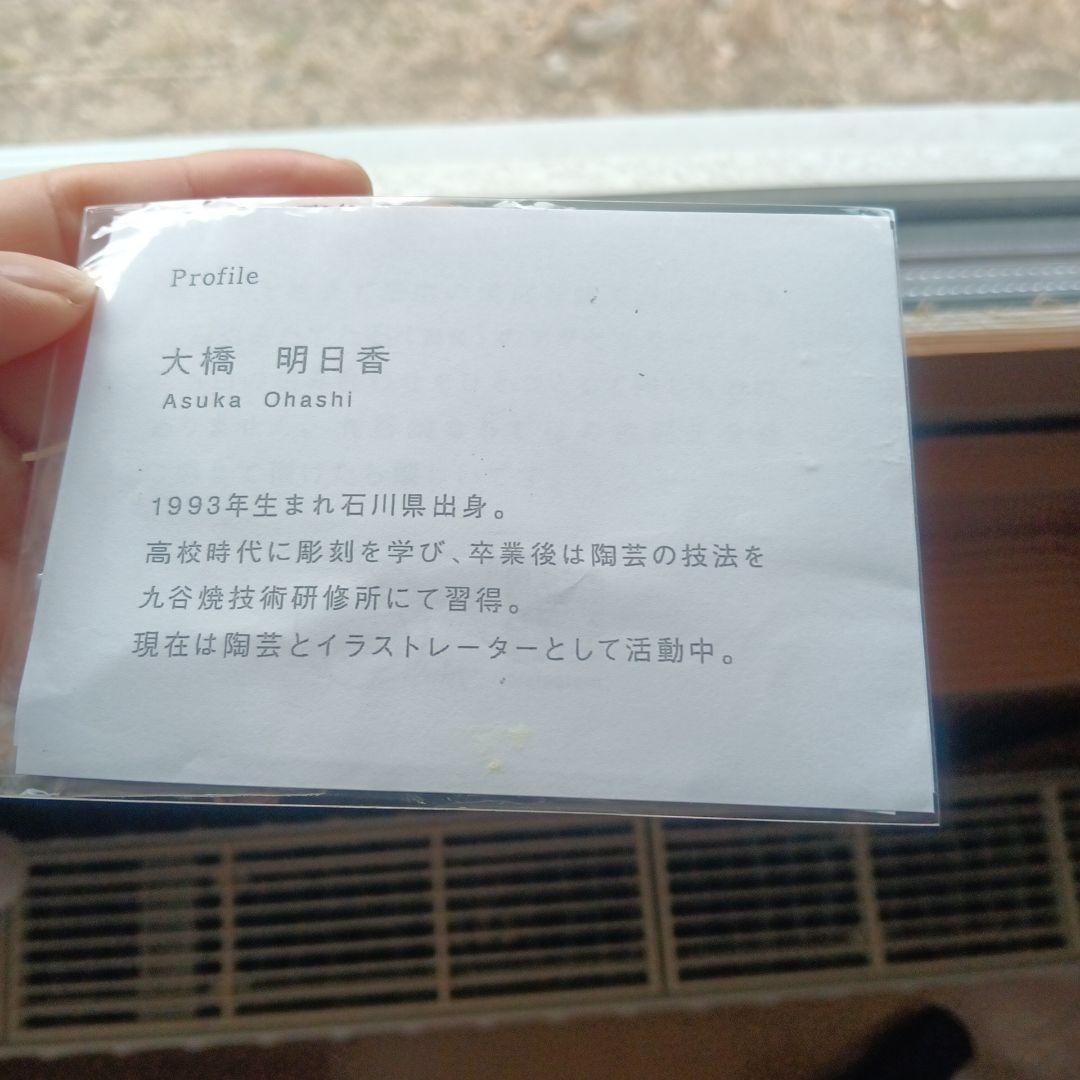 Profile
大橋　明日香
Asuka Ohashi
1993年生まれ石川県出身。
高校時代に彫刻を学び、卒業後は陶芸の技法を
九谷焼技術研修所にて習得。
現在は陶芸とイラストレーターとして活動中。